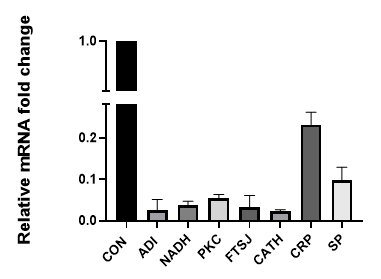 Relative mRNA fold change
1.0
0.2
0.1
0.0
CON
ADI
NADH
PKC
FTSJ
CATH
CRP
SP